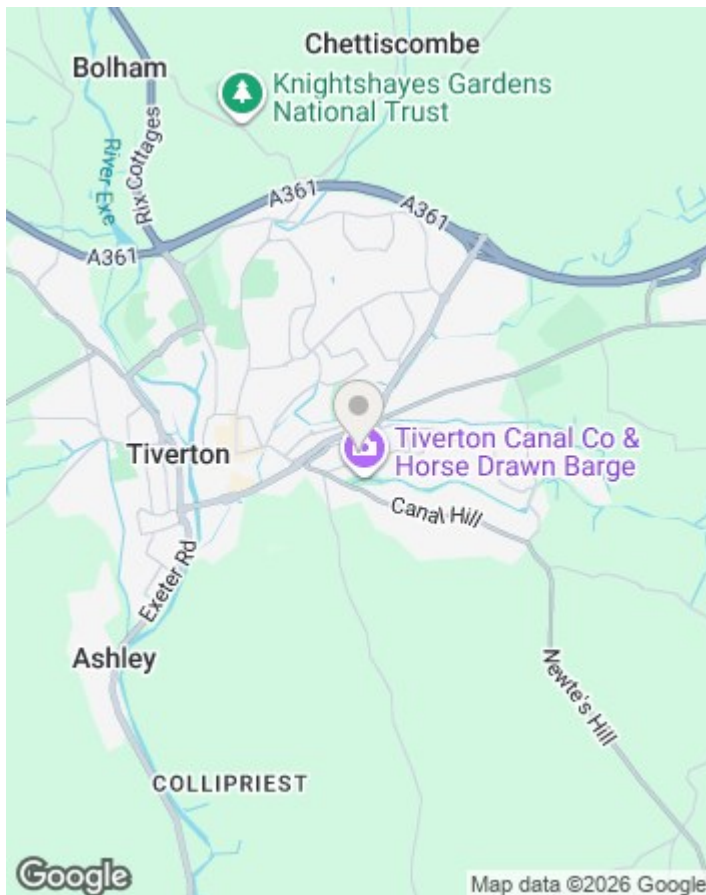 Chettiscombe
Bolham
Knightshayes Gardens
National Trust
River Exe
Rix Cottages
A361
A361
A361
Tiverton
Tiverton Canal Co &
Horse Drawn Barge
Canal Hill
Exeter Rd
Ashley
Newte's Hill
COLLIPRIEST
Google
Map data ©2026 Google